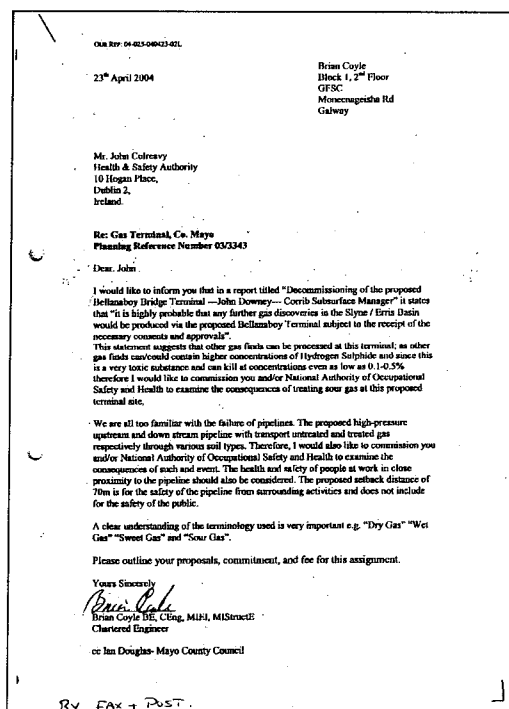 OUR REF: 04-025-040423-02L
Brian Coyle
Block 1, 2nd Floor
GFSC
Moneenageisha Rd
Galway
23rd April 2004
Mr. John Colreavy
Health & Safety Authority
10 Hogan Place,
Dublin 2,
Ireland.
Re: Gas Terminal, Co. Mayo
Planning Reference Number 03/3343
Dear. John
I would like to inform you that in a report titled "Decommissioning of the proposed
Bellanaboy Bridge Terminal ---John Downey--- Corrib Subsurface Manager" it states
that "it is highly probable that any further gas discoveries in the Slyne / Erris Basin
would be produced via the proposed Bellanaboy Terminal subject to the receipt of the
necessary consents and approvals".
This statement suggests that other gas finds can be processed at this terminal; as other
gas finds can/could contain higher concentrations of Hydrogen Sulphide and since this
is a very toxic substance and can kill at concentrations even as low as 0.1-0.5%
therefore I would like to commission you and/or National Authority of Occupational
Safety and Health to examine the consequences of treating sour gas at this proposed
terminal site.
We are all too familiar with the failure of pipelines. The proposed high-pressure
upstream and down stream pipeline with transport untreated and treated gas
respectively through various soil types. Therefore, I would also like to commission you
and/or National Authority of Occupational Safety and Health to examine the
consequences of such and event. The health and safety of people at work in close
proximity to the pipeline should also be considered. The proposed setback distance of
70m is for the safety of the pipeline from surrounding activities and does not include
for the safety of the public.
A clear understanding of the terminology used is very important e.g. "Dry Gas" "Wet
Gas" "Sweet Gas" and "Sour Gas".
Please outline your proposals, commitment, and fee for this assignment.
Yours Sincerely
Brian Coyle
Brian Coyle BE, CEng, MIEI, MIStructE
Chartered Engineer
cc Ian Douglas- Mayo County Council
BY FAX + POST.